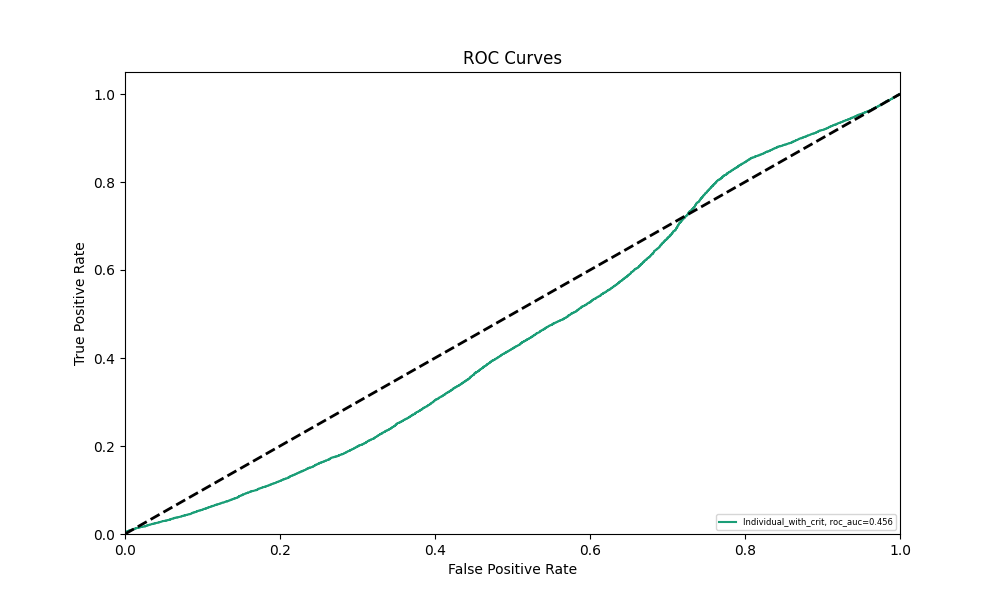 ROC Curves
True Positive Rate
1.0
0.8
0.6
0.4
0.2
0.0
Individual_with_crit, roc_auc=0.456
0.0 0.2 0.4 0.6 0.8 1.0
False Positive Rate